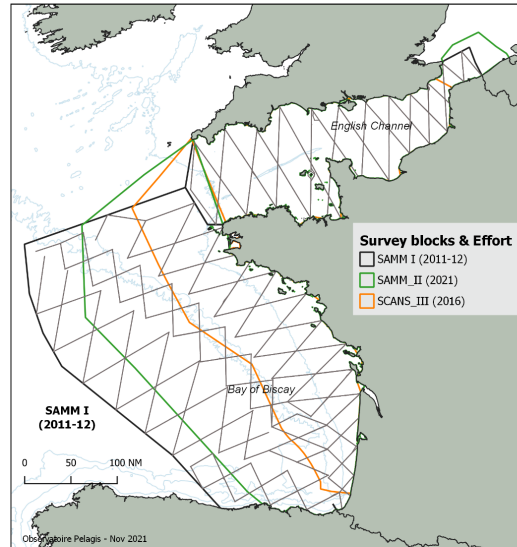 English Channel
Survey blocks & Effort
SAMM I (2011-12)
SAMM_II (2021)
SCANS_III (2016)
Bay of Biscay
SAMM I
(2011-12)
0 50 100 NM
Observatoire Pelagis - Nov 2021